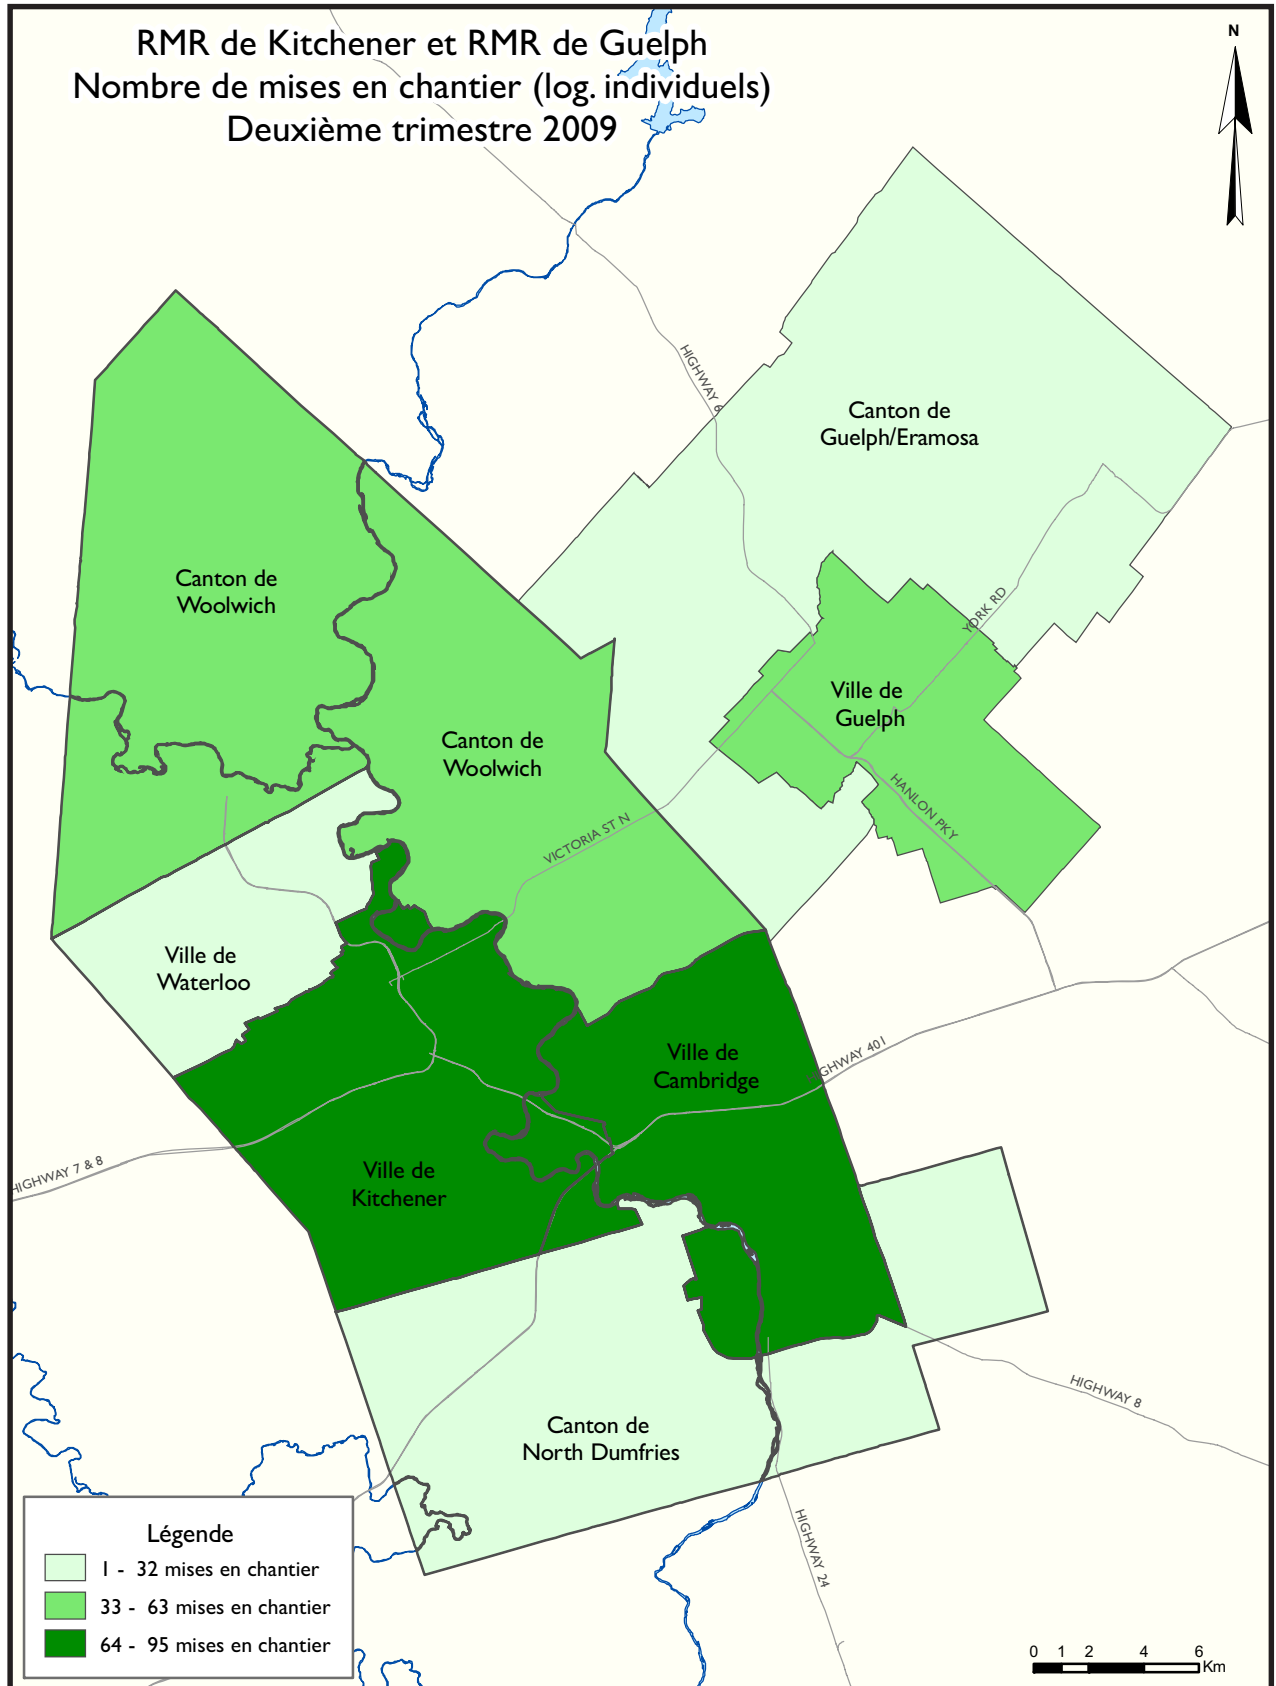 RMR de Kitchener et RMR de Guelph
Nombre de mises en chantier (log. individuels)
Deuxième trimestre 2009
N
HIGHWAY 6
Canton de
Guelph/Eramosa
Canton de
Woolwich
YORK RD
Ville de
Guelph
Canton de
Woolwich
HANLON PKY
VICTORIA ST N
Ville de
Waterloo
Ville de
Cambridge
HIGHWAY 401
HIGHWAY 7 & 8
Ville de
Kitchener
HIGHWAY 8
Canton de
North Dumfries
HIGHWAY 24
Légende
1 - 32 mises en chantier
33 - 63 mises en chantier
64 - 95 mises en chantier
0 1 2 4 6
Km